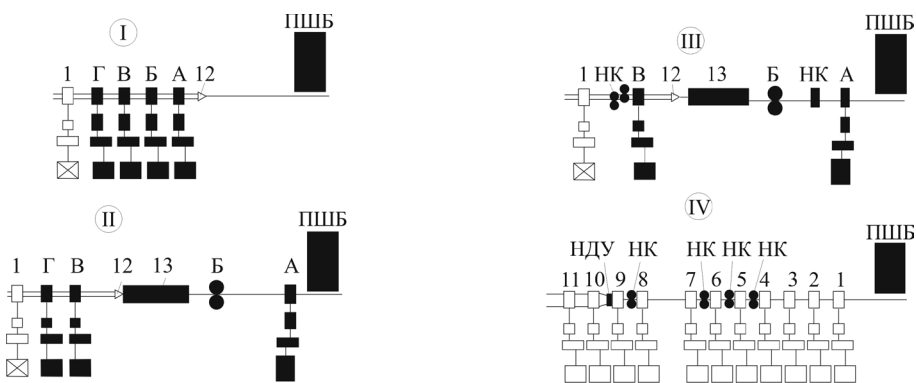 I
ПШБ
1 Г В Б А 12
II
ПШБ
1 Г В 12 13 Б А
III
ПШБ
1 НК В 12 13 Б НК А
IV
ПШБ
НДУ НК НК НК НК
11 10 9 8 7 6 5 4 3 2 1